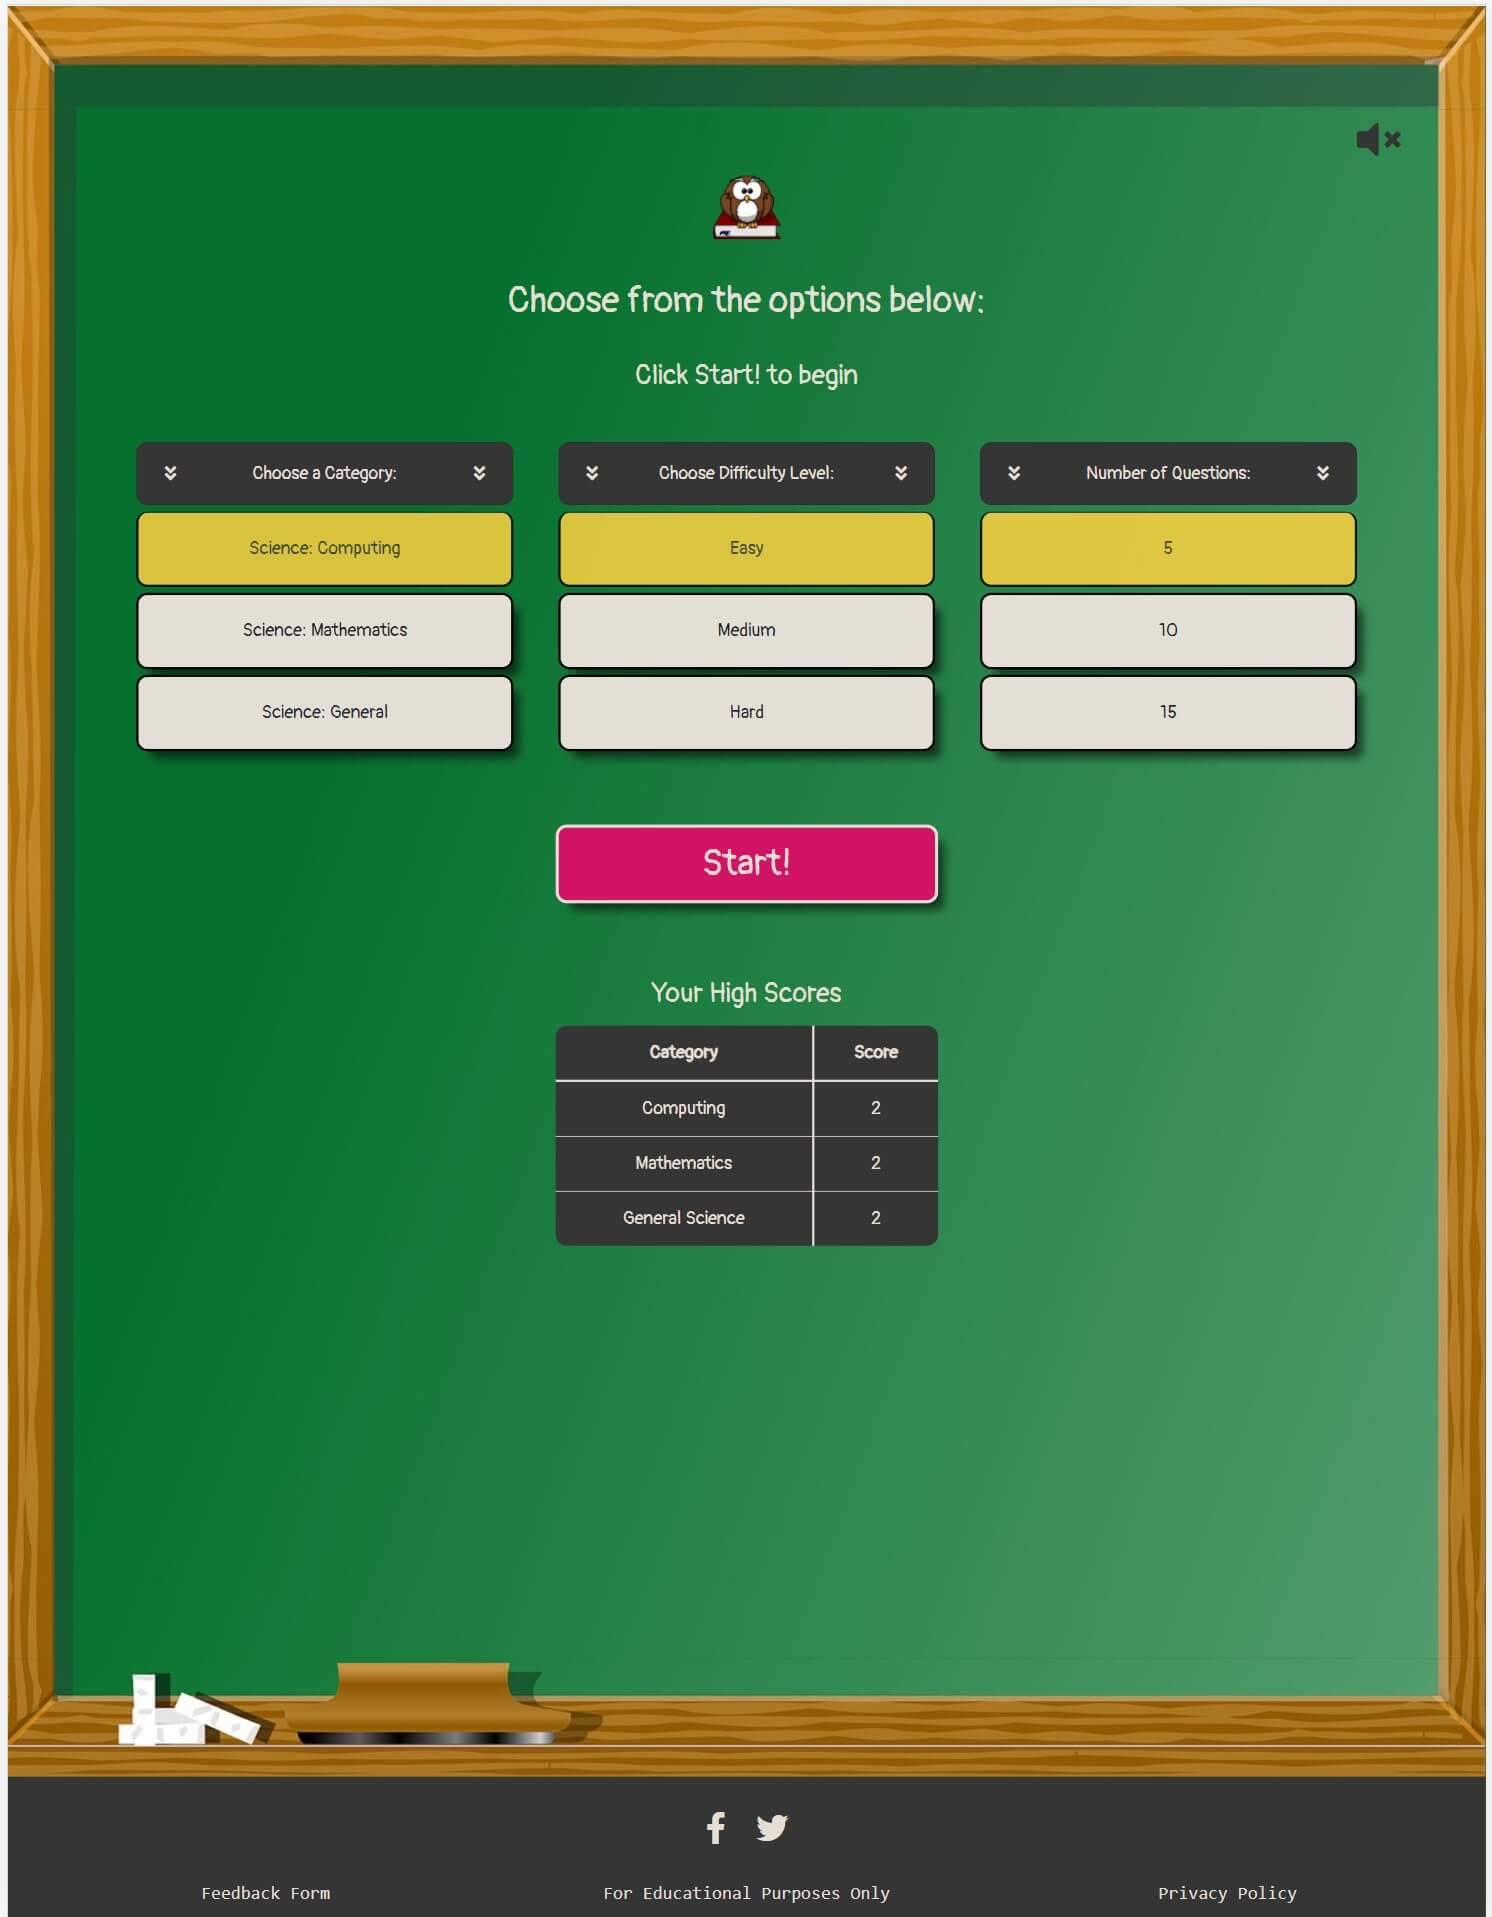 Choose from the options below:
Click Start! to begin
Choose a Category:
Science: Computing
Science: Mathematics
Science: General
Choose Difficulty Level:
Easy
Medium
Hard
Number of Questions:
5
10
15
Start!
Your High Scores
Category Score
Computing 2
Mathematics 2
General Science 2
Feedback Form
For Educational Purposes Only
Privacy Policy